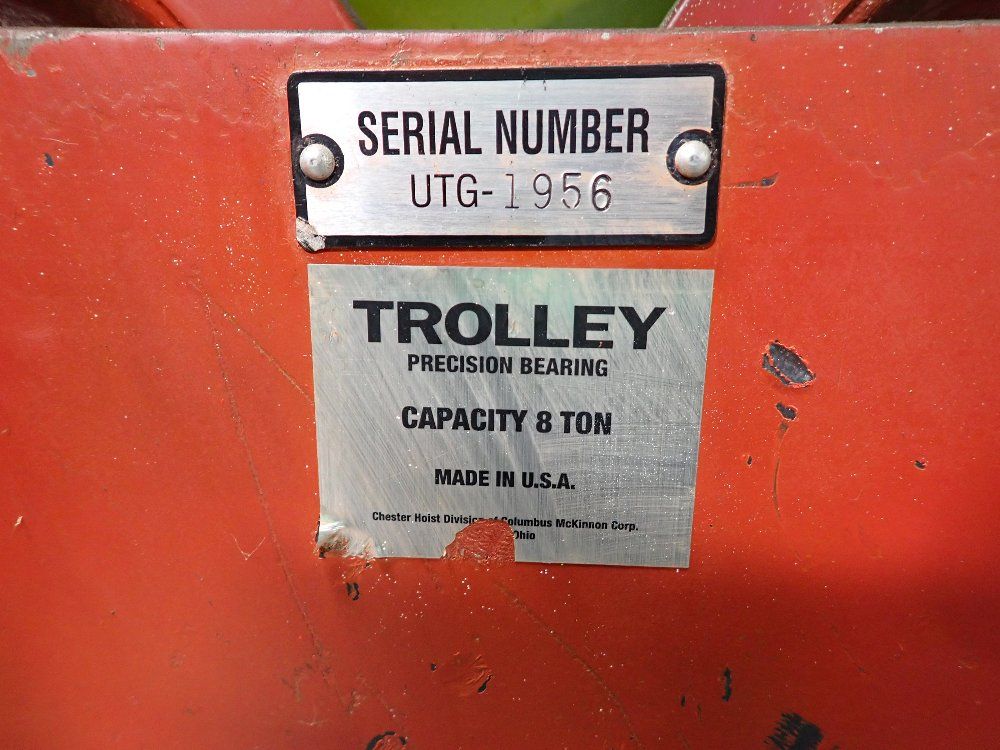 SERIAL NUMBER
UTG-1956
TROLLEY
PRECISION BEARING
CAPACITY 8 TON
MADE IN U.S.A.
Chester Hoist Division of Columbus McKinnon Corp.
Ohio